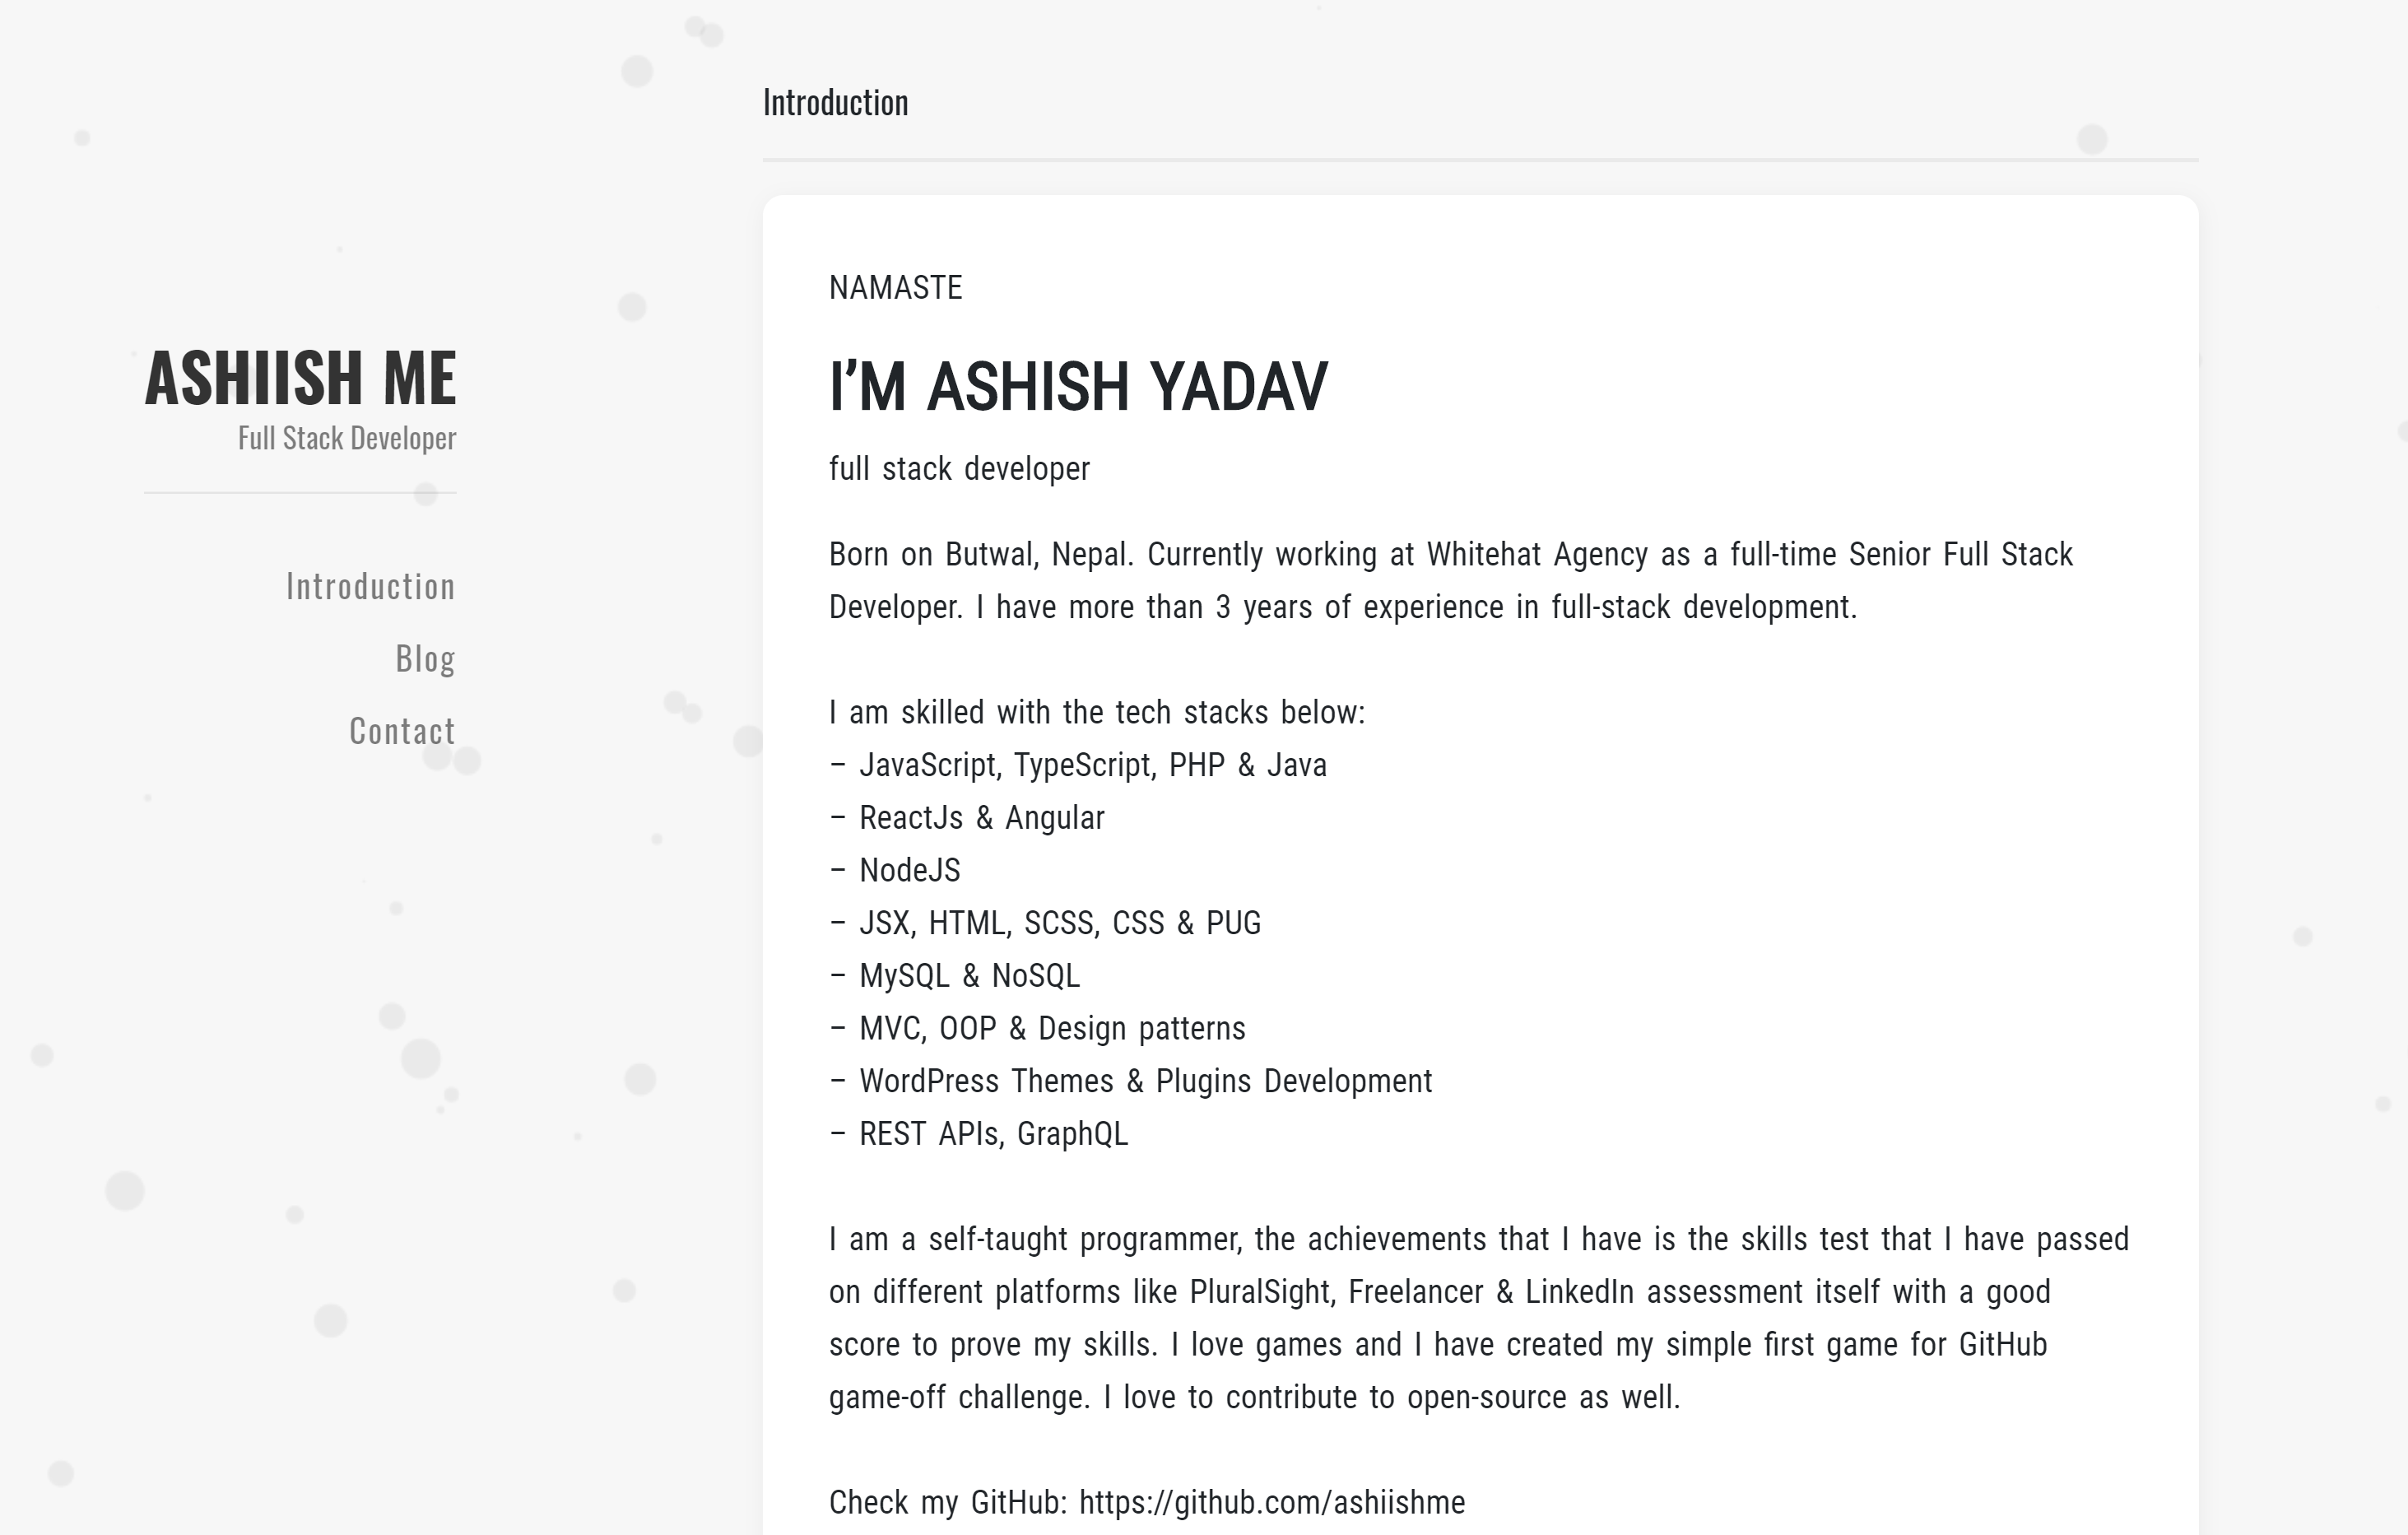 ASHIISH ME
Full Stack Developer
Introduction
Blog
Contact
Introduction
NAMASTE
I’M ASHISH YADAV
full stack developer
Born on Butwal, Nepal. Currently working at Whitehat Agency as a full-time Senior Full Stack
Developer. I have more than 3 years of experience in full-stack development.
I am skilled with the tech stacks below:
– JavaScript, TypeScript, PHP & Java
– ReactJs & Angular
– NodeJS
– JSX, HTML, SCSS, CSS & PUG
– MySQL & NoSQL
– MVC, OOP & Design patterns
– WordPress Themes & Plugins Development
– REST APIs, GraphQL
I am a self-taught programmer, the achievements that I have is the skills test that I have passed
on different platforms like PluralSight, Freelancer & LinkedIn assessment itself with a good
score to prove my skills. I love games and I have created my simple first game for GitHub
game-off challenge. I love to contribute to open-source as well.
Check my GitHub: https://github.com/ashiishme